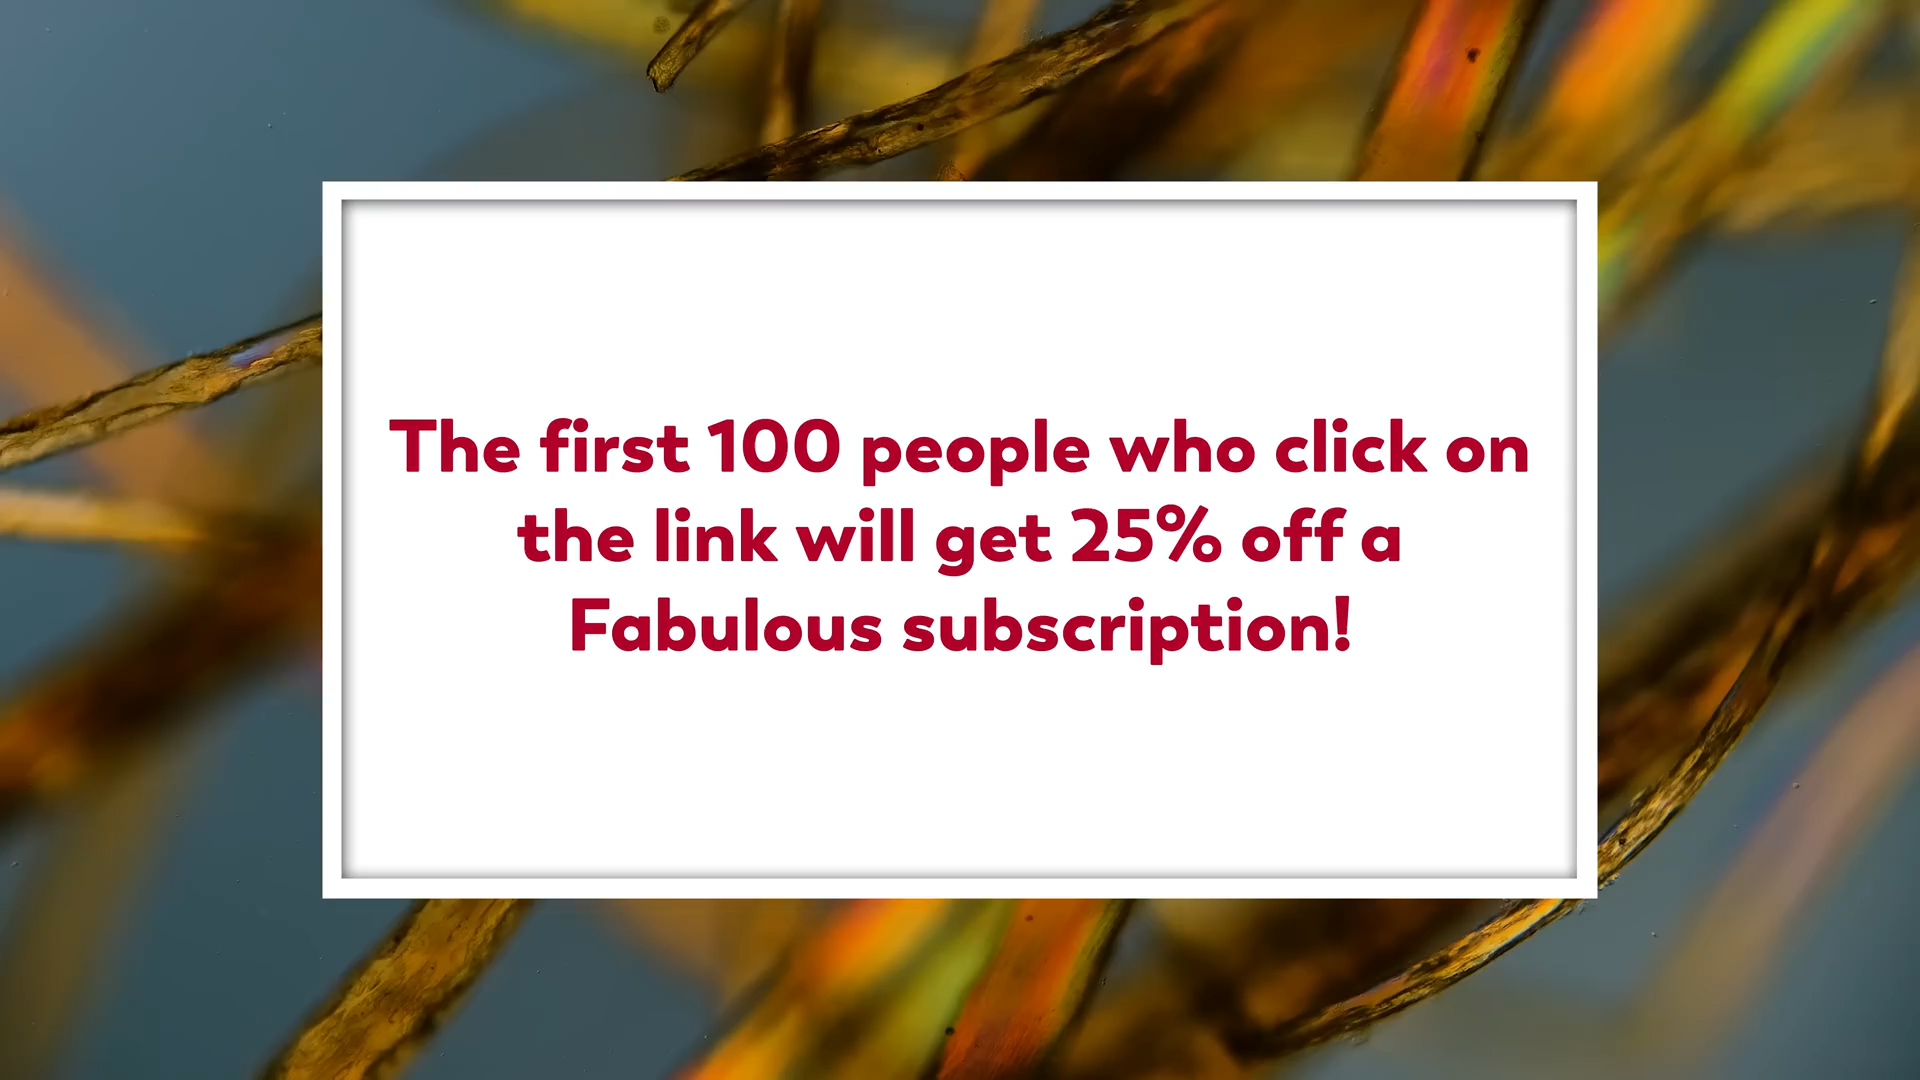 The first 100 people who click on
the link will get 25% off a
Fabulous subscription!